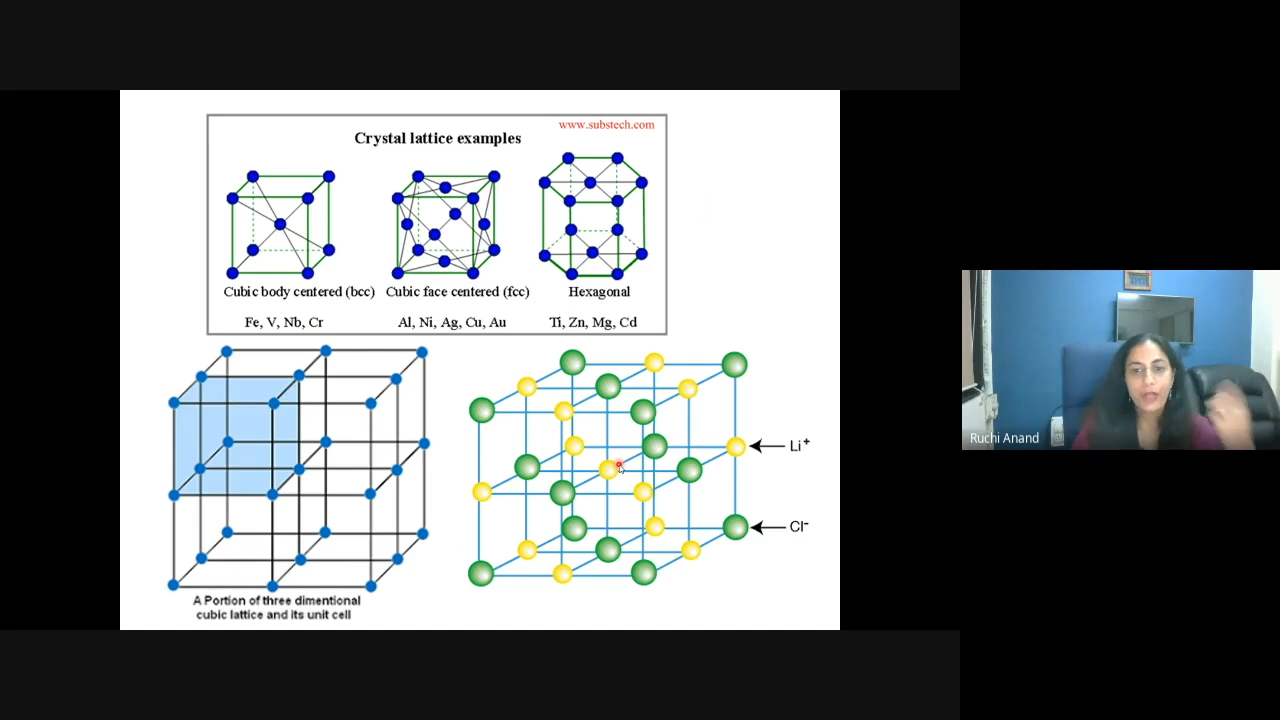 www.substech.com
Crystal lattice examples
Cubic body centered (bcc)
Cubic face centered (fcc)
Hexagonal
Fe, V, Nb, Cr
Al, Ni, Ag, Cu, Au
Ti, Zn, Mg, Cd
Li⁺
Cl⁻
A Portion of three dimentional
cubic lattice and its unit cell
Ruchi Anand